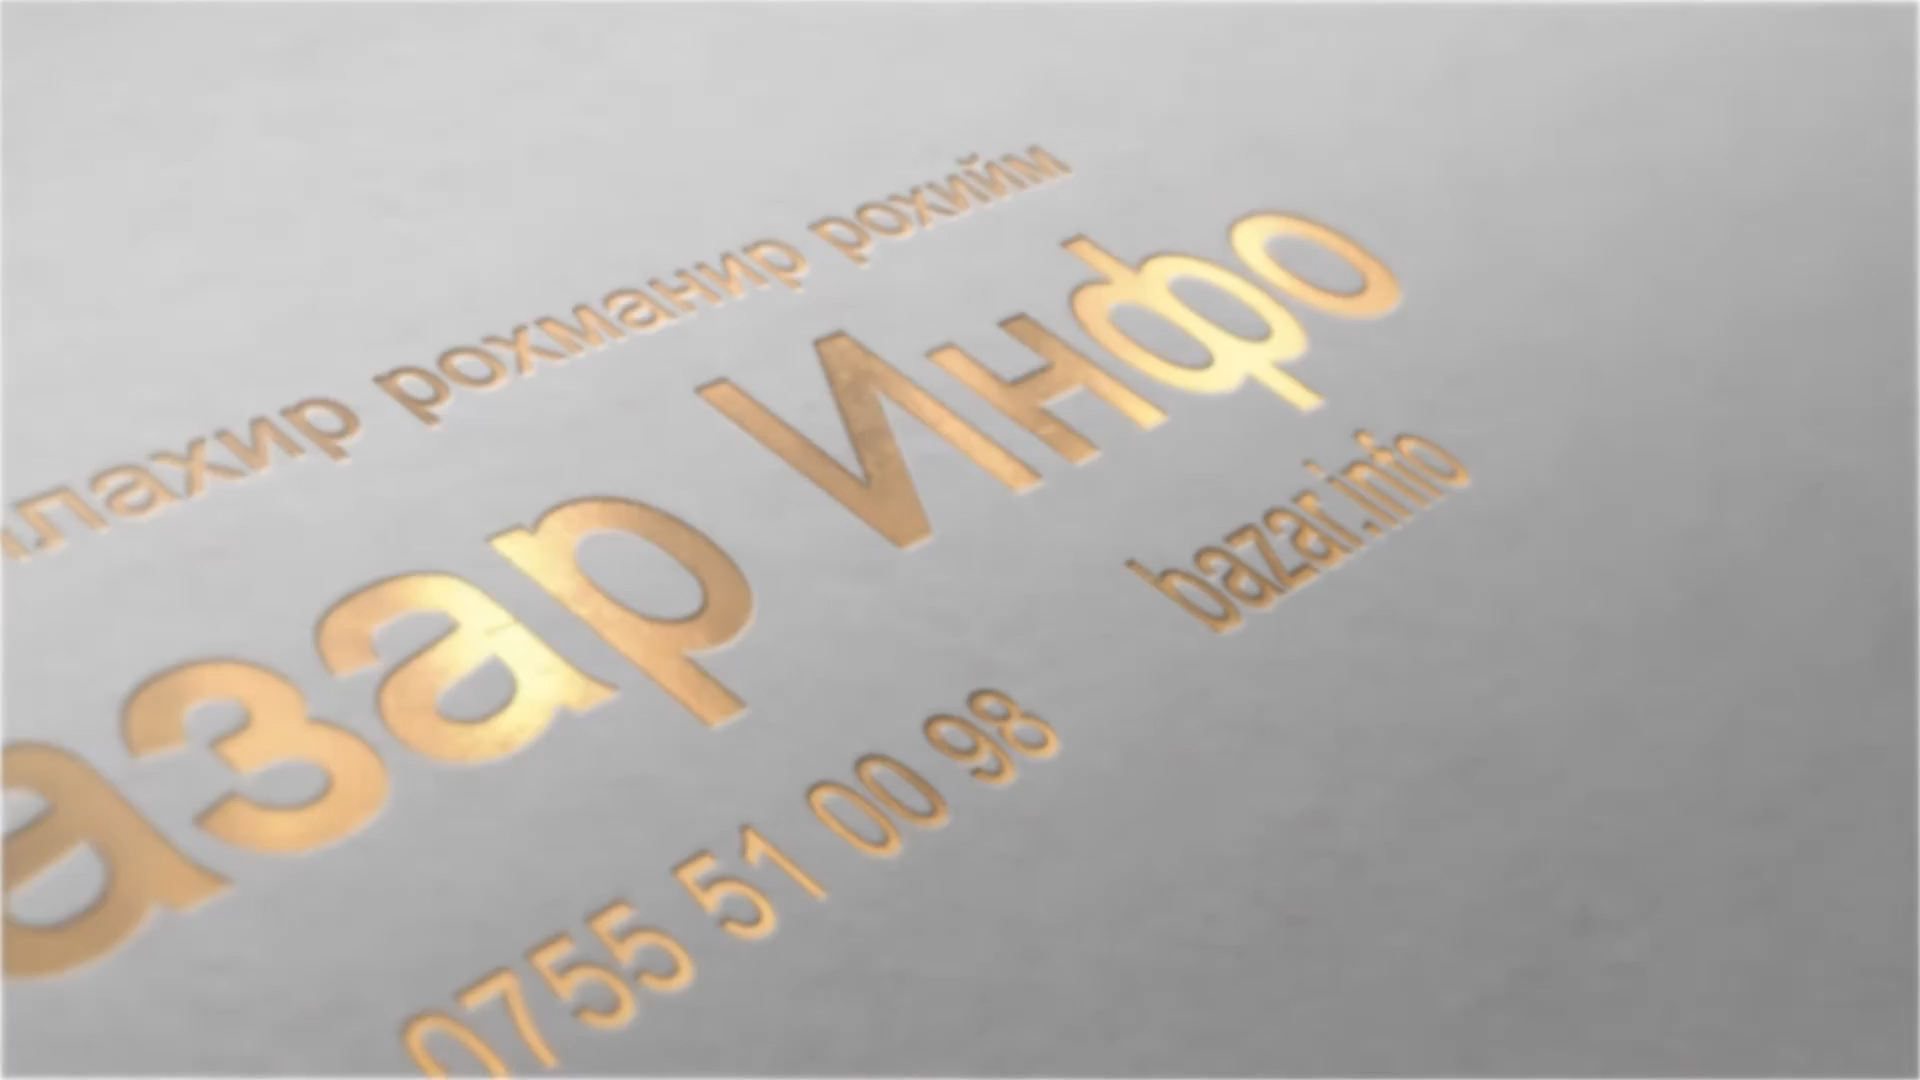 лахир рохманир рохийм
азар Инфо
bazar.info
0755 51 00 98